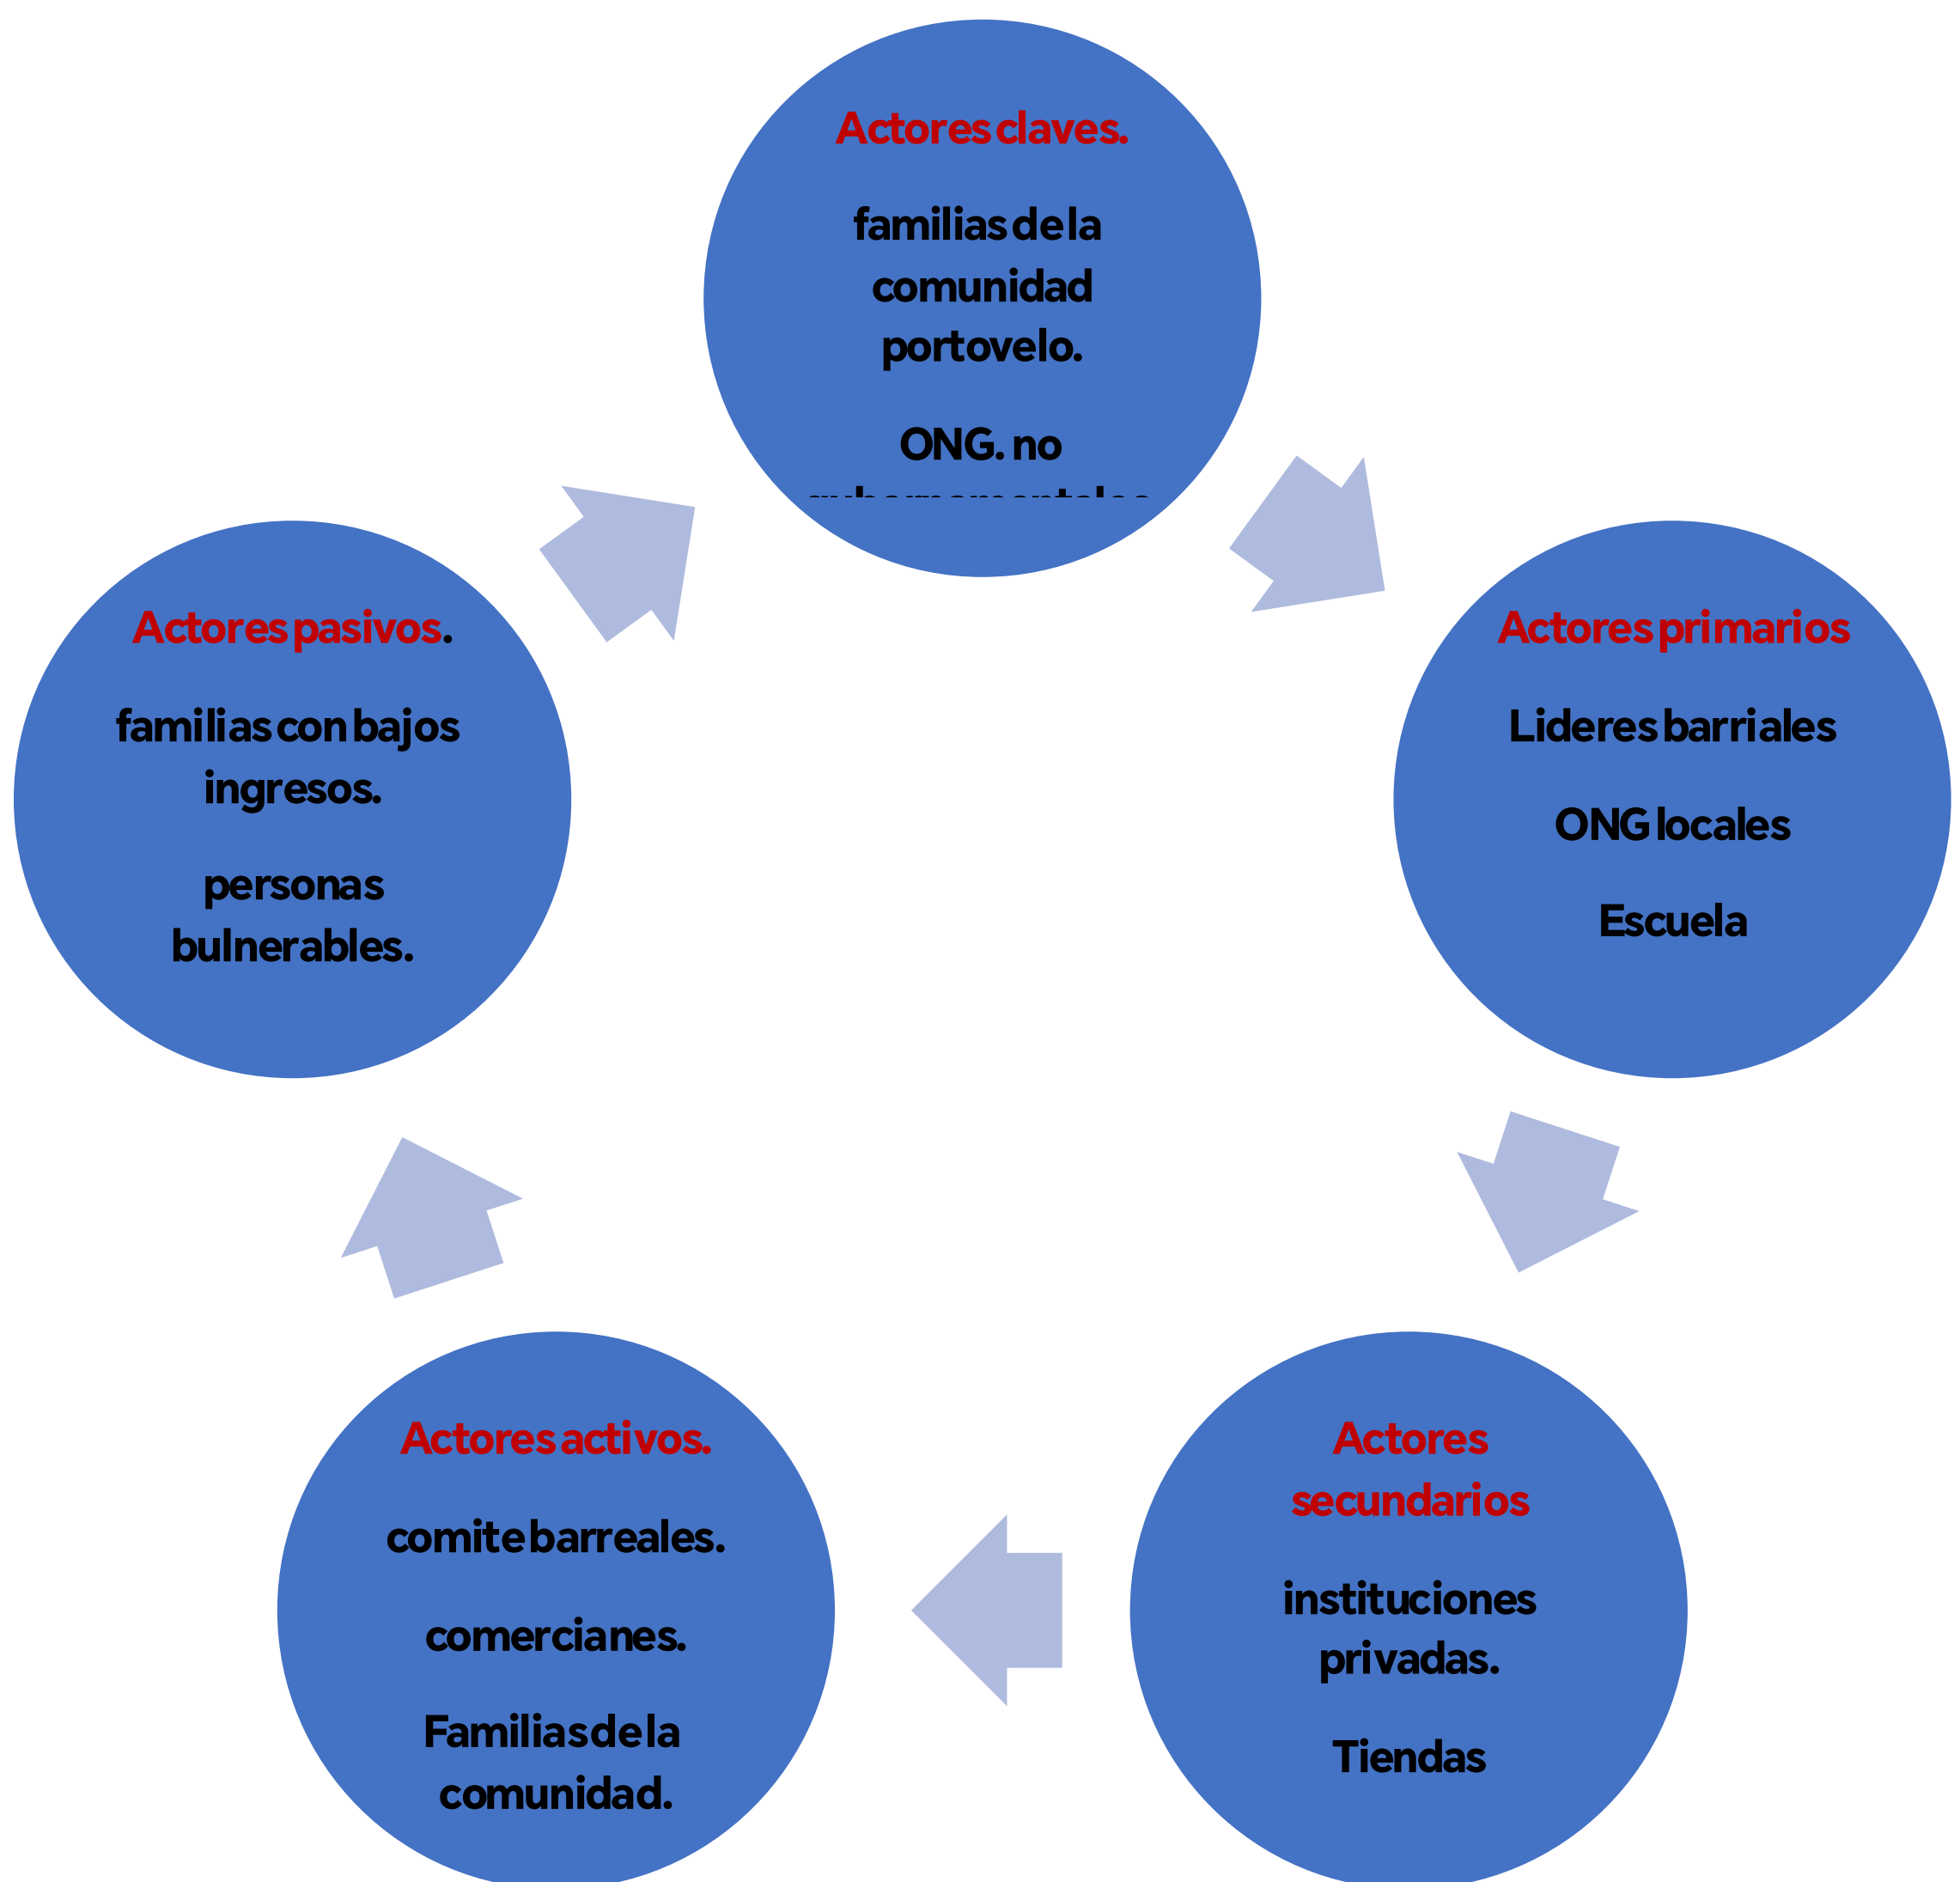 Actores claves.
familias de la
comunidad
portovelo.
ONG. no
Actores primarios
Lideres barriales
ONG locales
Escuela
Actores
secundarios
instituciones
privadas.
Tiendas
Actores activos.
comite barreales.
comerciones.
Familias de la
comunidad.
Actores pasivos.
familias con bajos
ingresos.
personas
bulnerables.